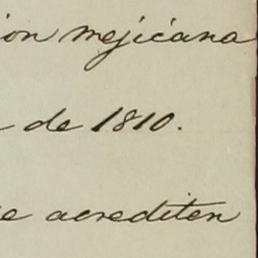 ion mejicana
de 1810.
e acrediten